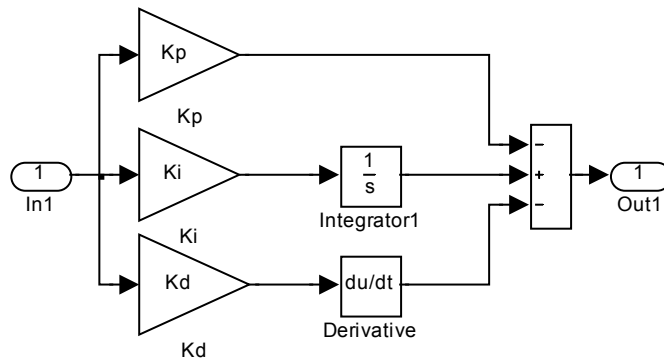 Kp
Kp
−
1
In1
Ki
1
s
Integrator1
+
1
Out1
Ki
−
Kd
du/dt
Derivative
Kd